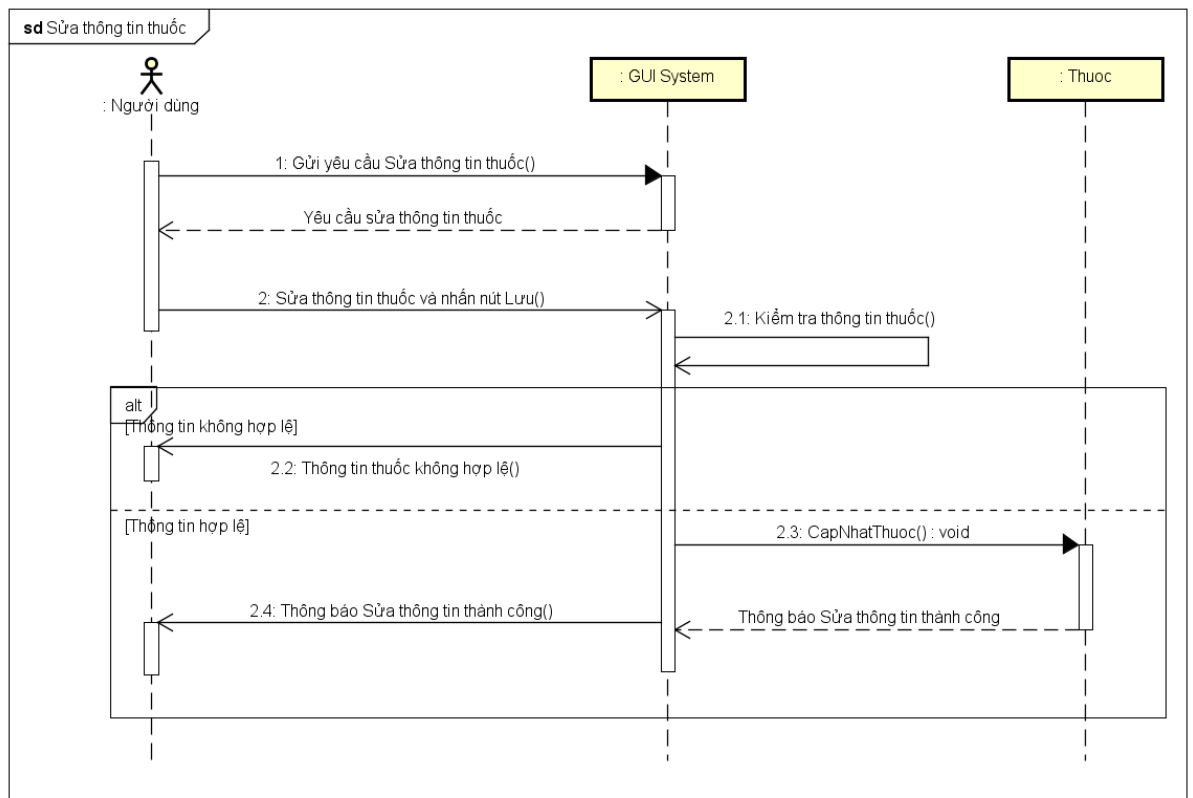 sd Sửa thông tin thuốc
: Người dùng
: GUI System
: Thuoc
1: Gửi yêu cầu Sửa thông tin thuốc()
Yêu cầu sửa thông tin thuốc
2: Sửa thông tin thuốc và nhấn nút Lưu()
2.1: Kiểm tra thông tin thuốc()
alt
[Thông tin không hợp lệ]
2.2: Thông tin thuốc không hợp lệ()
[Thông tin hợp lệ]
2.3: CapNhatThuoc() : void
2.4: Thông báo Sửa thông tin thành công()
Thông báo Sửa thông tin thành công